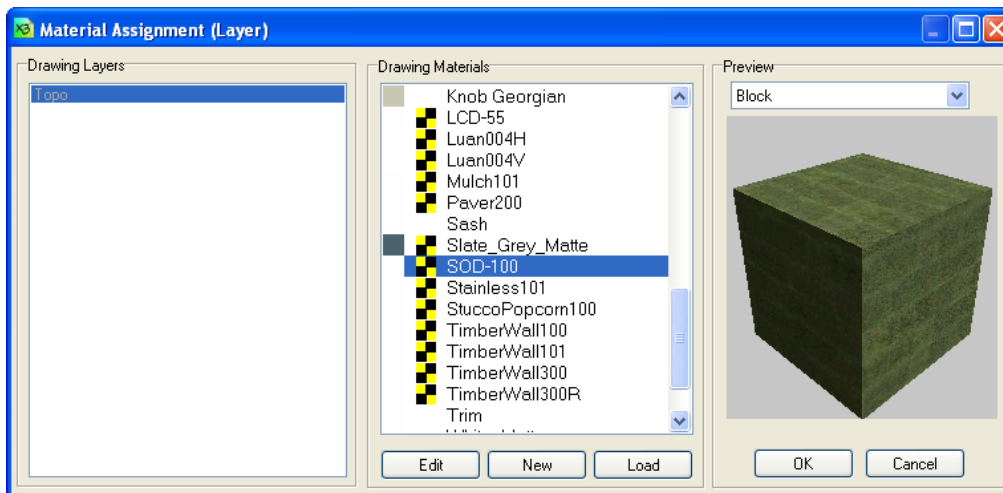 X3 Material Assignment (Layer)
Drawing Layers
Topo
Drawing Materials
Knob Georgian
LCD-55
Luan004H
Luan004V
Mulch101
Paver200
Sash
Slate_Grey_Matte
SOD-100
Stainless101
StuccoPopcorn100
TimberWall100
TimberWall101
TimberWall300
TimberWall300R
Trim
Edit New Load
Preview
Block
OK Cancel